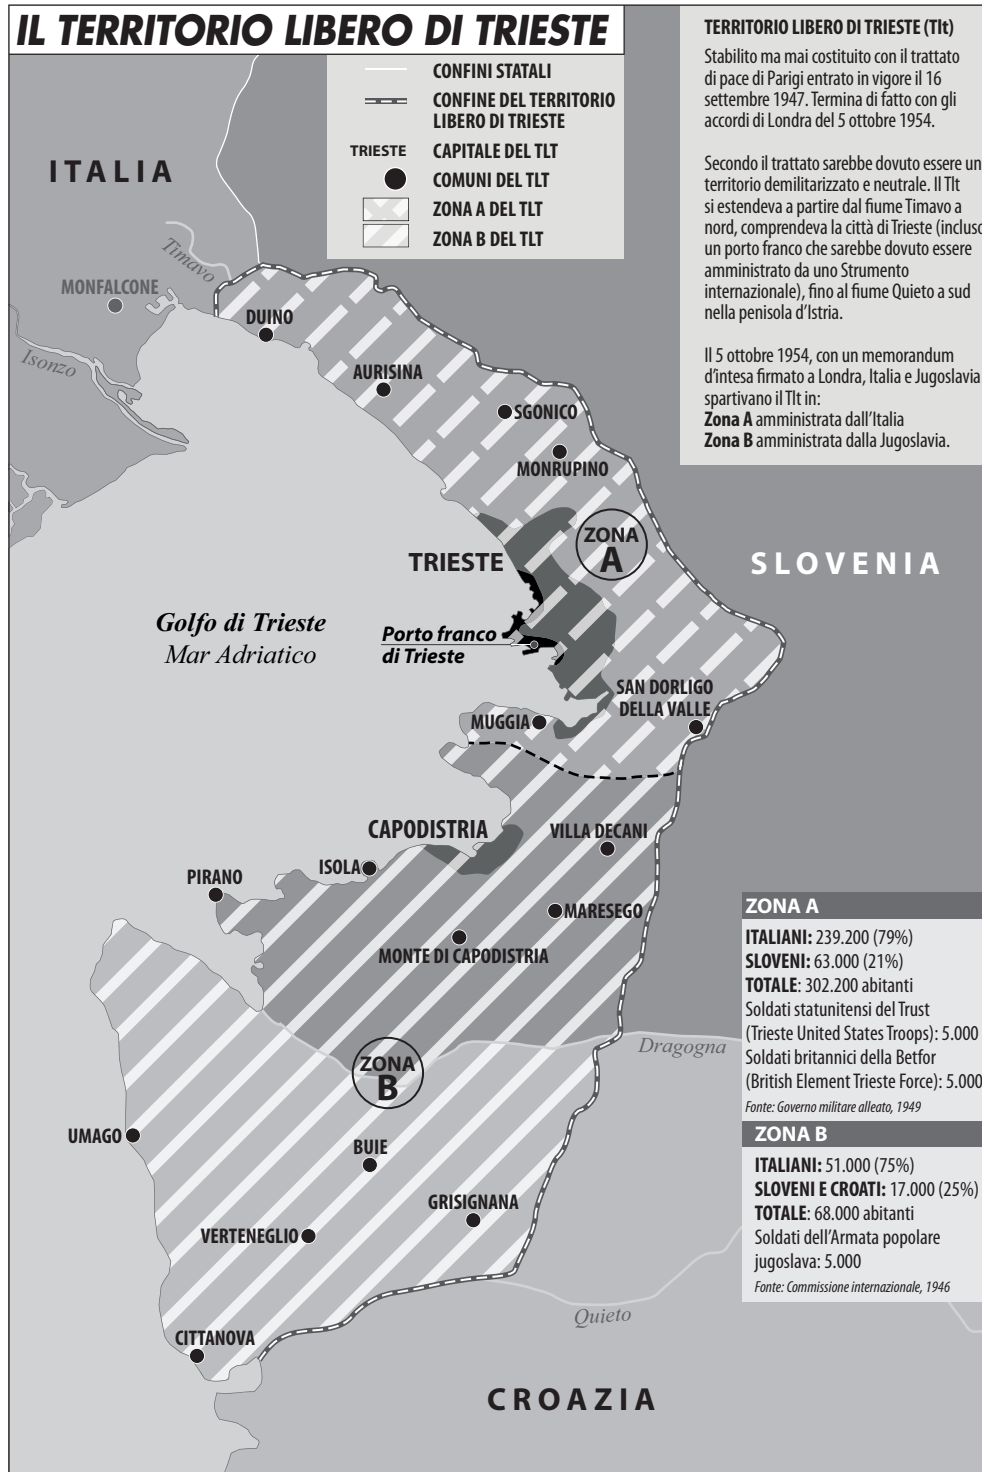 IL TERRITORIO LIBERO DI TRIESTE
CONFINI STATALI
CONFINE DEL TERRITORIO
LIBERO DI TRIESTE
TRIESTE CAPITALE DEL TLT
COMUNI DEL TLT
ZONA A DEL TLT
ZONA B DEL TLT
TERRITORIO LIBERO DI TRIESTE (Tlt)
Stabilito ma mai costituito con il trattato
di pace di Parigi entrato in vigore il 16
settembre 1947. Termina di fatto con gli
accordi di Londra del 5 ottobre 1954.
Secondo il trattato sarebbe dovuto essere un
territorio demilitarizzato e neutrale. Il Tlt
si estendeva a partire dal fiume Timavo a
nord, comprendeva la città di Trieste (incluso
un porto franco che sarebbe dovuto essere
amministrato da uno Strumento
internazionale), fino al fiume Quieto a sud
nella penisola d'Istria.
Il 5 ottobre 1954, con un memorandum
d'intesa firmato a Londra, Italia e Jugoslavia
spartivano il Tlt in:
Zona A amministrata dall'Italia
Zona B amministrata dalla Jugoslavia.
ITALIA
Timavo
MONFALCONE
DUINO
Isonzo
AURISINA
SGONICO
MONRUPINO
ZONA
A
TRIESTE
SLOVENIA
Golfo di Trieste
Mar Adriatico
Porto franco
di Trieste
SAN DORLIGO
DELLA VALLE
MUGGIA
CAPODISTRIA
VILLA DECANI
ISOLA
PIRANO
MARESEGO
MONTE DI CAPODISTRIA
Dragogna
ZONA
B
UMAGO
BUIE
GRISIGNANA
VERTENEGLIO
Quieto
CITTANOVA
CROAZIA
ZONA A
ITALIANI: 239.200 (79%)
SLOVENI: 63.000 (21%)
TOTALE: 302.200 abitanti
Soldati statunitensi del Trust
(Trieste United States Troops): 5.000
Soldati britannici della Betfor
(British Element Trieste Force): 5.000
Fonte: Governo militare alleato, 1949
ZONA B
ITALIANI: 51.000 (75%)
SLOVENI E CROATI: 17.000 (25%)
TOTALE: 68.000 abitanti
Soldati dell'Armata popolare
jugoslava: 5.000
Fonte: Commissione internazionale, 1946